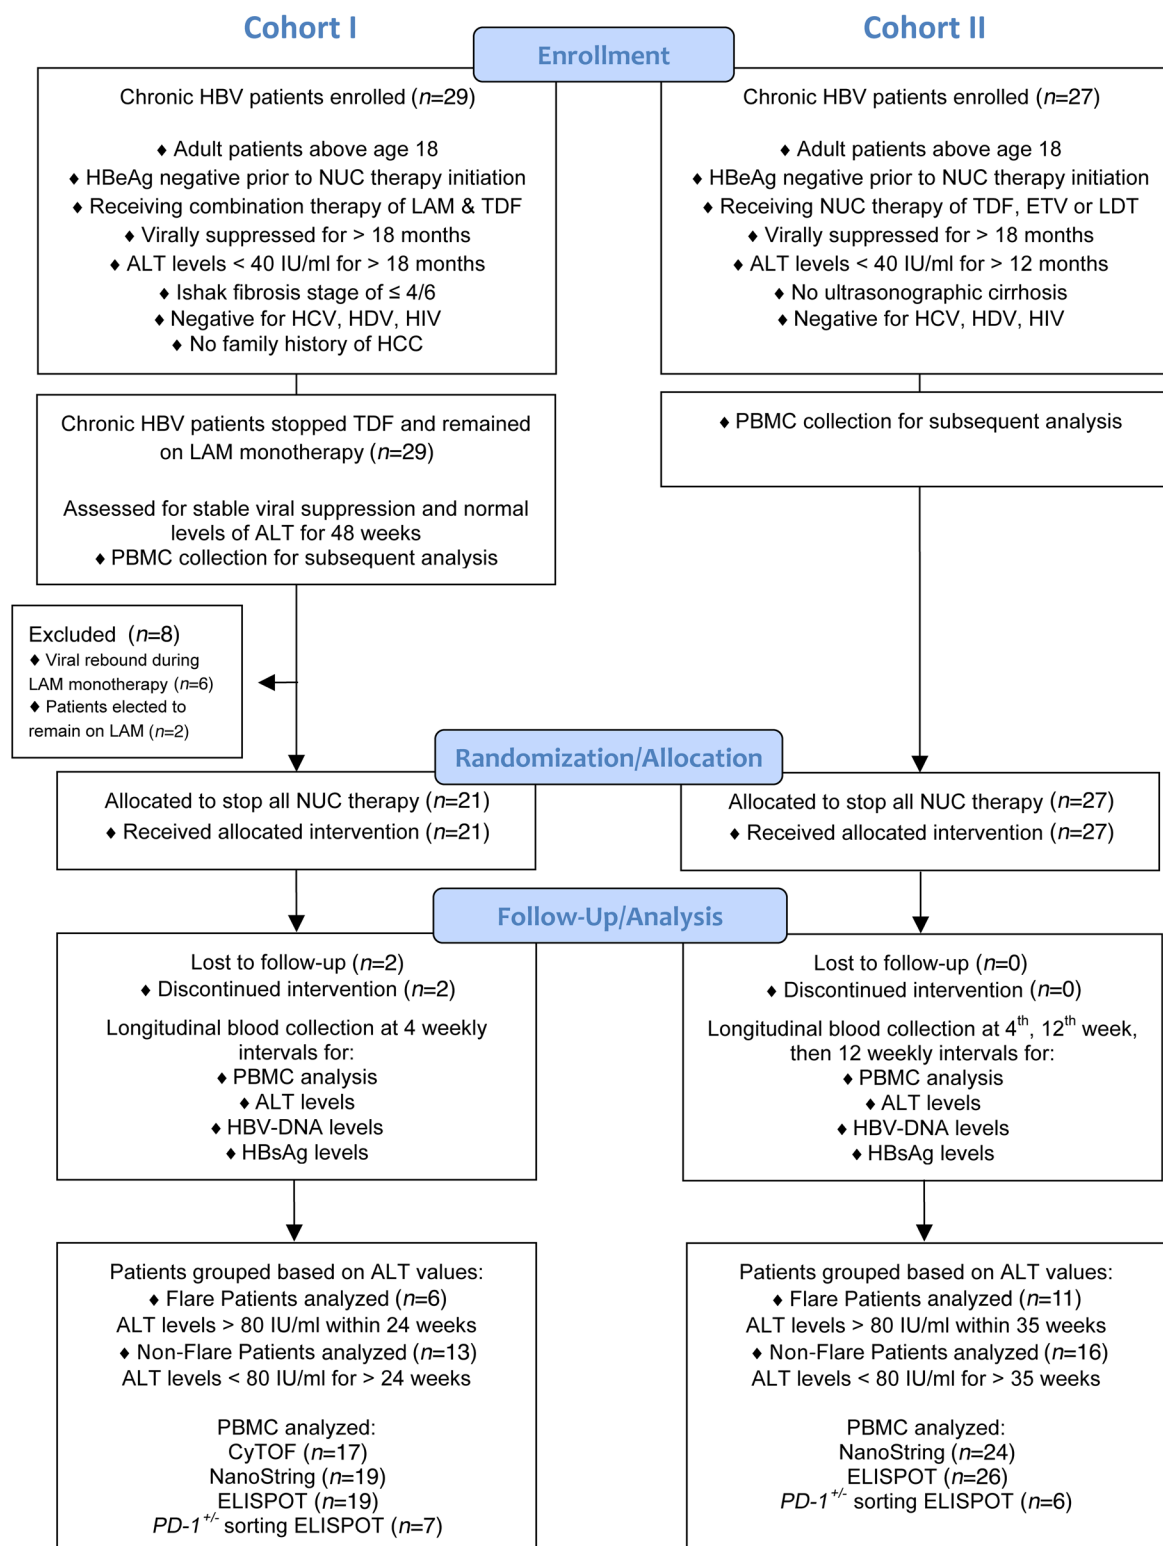 Cohort I
Cohort II
Enrollment
Chronic HBV patients enrolled (n=29)
♦ Adult patients above age 18
♦ HBeAg negative prior to NUC therapy initiation
♦ Receiving combination therapy of LAM & TDF
♦ Virally suppressed for > 18 months
♦ ALT levels < 40 IU/ml for > 18 months
♦ Ishak fibrosis stage of ≤ 4/6
♦ Negative for HCV, HDV, HIV
♦ No family history of HCC
Chronic HBV patients enrolled (n=27)
♦ Adult patients above age 18
♦ HBeAg negative prior to NUC therapy initiation
♦ Receiving NUC therapy of TDF, ETV or LDT
♦ Virally suppressed for > 18 months
♦ ALT levels < 40 IU/ml for > 12 months
♦ No ultrasonographic cirrhosis
♦ Negative for HCV, HDV, HIV
Chronic HBV patients stopped TDF and remained
on LAM monotherapy (n=29)
Assessed for stable viral suppression and normal
levels of ALT for 48 weeks
♦ PBMC collection for subsequent analysis
♦ PBMC collection for subsequent analysis
Excluded (n=8)
♦ Viral rebound during
LAM monotherapy (n=6)
♦ Patients elected to
remain on LAM (n=2)
Randomization/Allocation
Allocated to stop all NUC therapy (n=21)
♦ Received allocated intervention (n=21)
Allocated to stop all NUC therapy (n=27)
♦ Received allocated intervention (n=27)
Follow-Up/Analysis
Lost to follow-up (n=2)
♦ Discontinued intervention (n=2)
Longitudinal blood collection at 4 weekly
intervals for:
♦ PBMC analysis
♦ ALT levels
♦ HBV-DNA levels
♦ HBsAg levels
Lost to follow-up (n=0)
♦ Discontinued intervention (n=0)
Longitudinal blood collection at 4th, 12th week,
then 12 weekly intervals for:
♦ PBMC analysis
♦ ALT levels
♦ HBV-DNA levels
♦ HBsAg levels
Patients grouped based on ALT values:
♦ Flare Patients analyzed (n=6)
ALT levels > 80 IU/ml within 24 weeks
♦ Non-Flare Patients analyzed (n=13)
ALT levels < 80 IU/ml for > 24 weeks
PBMC analyzed:
CyTOF (n=17)
NanoString (n=19)
ELISPOT (n=19)
PD-1+/- sorting ELISPOT (n=7)
Patients grouped based on ALT values:
♦ Flare Patients analyzed (n=11)
ALT levels > 80 IU/ml within 35 weeks
♦ Non-Flare Patients analyzed (n=16)
ALT levels < 80 IU/ml for > 35 weeks
PBMC analyzed:
NanoString (n=24)
ELISPOT (n=26)
PD-1+/- sorting ELISPOT (n=6)